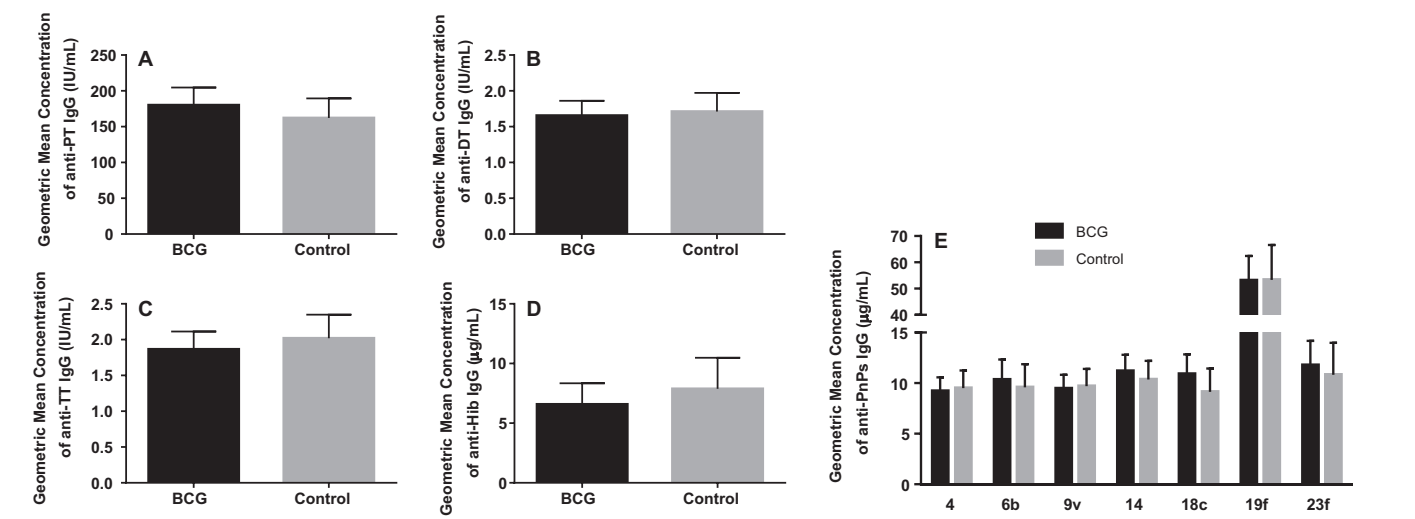 Geometric Mean Concentration
of anti-PT IgG (IU/mL)
A
250
200
150
100
50
0
BCG Control
Geometric Mean Concentration
of anti-DT IgG (IU/mL)
B
2.5
2.0
1.5
1.0
0.5
0.0
BCG Control
Geometric Mean Concentration
of anti-TT IgG (IU/mL)
C
2.5
2.0
1.5
1.0
0.5
0.0
BCG Control
Geometric Mean Concentration
of anti-Hib IgG (µg/mL)
D
15
10
5
0
BCG Control
Geometric Mean Concentration
of anti-PnPs IgG (µg/mL)
E
BCG
Control
70
60
50
40
15
10
5
0
4 6b 9v 14 18c 19f 23f